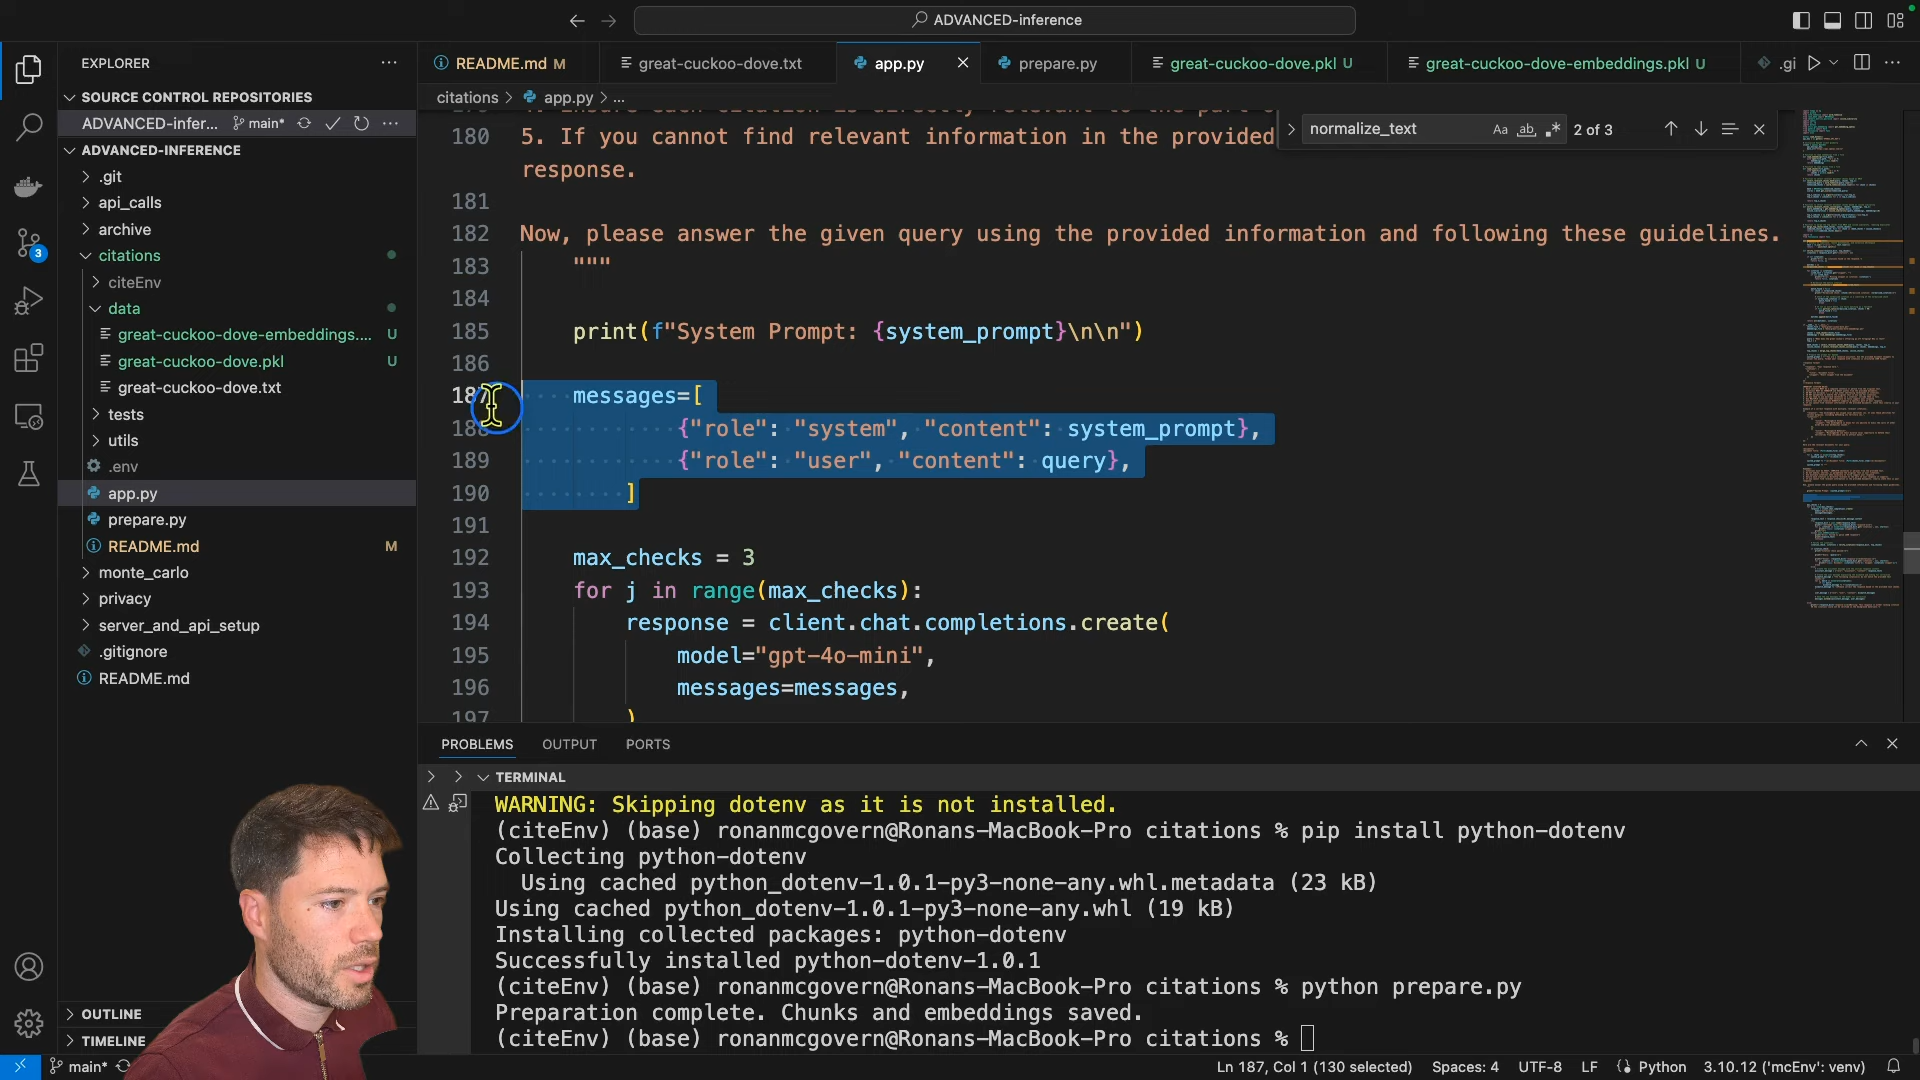 ADVANCED-inference
EXPLORER
SOURCE CONTROL REPOSITORIES
ADVANCED-infer... main*
ADVANCED-INFERENCE
.git
api_calls
archive
citations
citeEnv
data
great-cuckoo-dove-embeddings.... U
great-cuckoo-dove.pkl U
great-cuckoo-dove.txt
tests
utils
.env
app.py
prepare.py
README.md M
monte_carlo
privacy
server_and_api_setup
.gitignore
README.md
OUTLINE
TIMELINE
3
README.md M great-cuckoo-dove.txt app.py prepare.py great-cuckoo-dove.pkl U great-cuckoo-dove-embeddings.pkl U .gi
citations > app.py > ...
normalize_text Aa ab .* 2 of 3
180 5. If you cannot find relevant information in the provided
response.
181
182 Now, please answer the given query using the provided information and following these guidelines.
183 """
184
185 print(f"System Prompt: {system_prompt}\n\n")
186
187 messages=[
188 {"role": "system", "content": system_prompt},
189 {"role": "user", "content": query},
190 ]
191
192 max_checks = 3
193 for j in range(max_checks):
194 response = client.chat.completions.create(
195 model="gpt-4o-mini",
196 messages=messages,
197 )
PROBLEMS OUTPUT PORTS
TERMINAL
WARNING: Skipping dotenv as it is not installed.
(citeEnv) (base) ronanmcgovern@Ronans-MacBook-Pro citations % pip install python-dotenv
Collecting python-dotenv
Using cached python_dotenv-1.0.1-py3-none-any.whl.metadata (23 kB)
Using cached python_dotenv-1.0.1-py3-none-any.whl (19 kB)
Installing collected packages: python-dotenv
Successfully installed python-dotenv-1.0.1
(citeEnv) (base) ronanmcgovern@Ronans-MacBook-Pro citations % python prepare.py
Preparation complete. Chunks and embeddings saved.
(citeEnv) (base) ronanmcgovern@Ronans-MacBook-Pro citations %
main* Ln 187, Col 1 (130 selected) Spaces: 4 UTF-8 LF Python 3.10.12 ('mcEnv': venv)